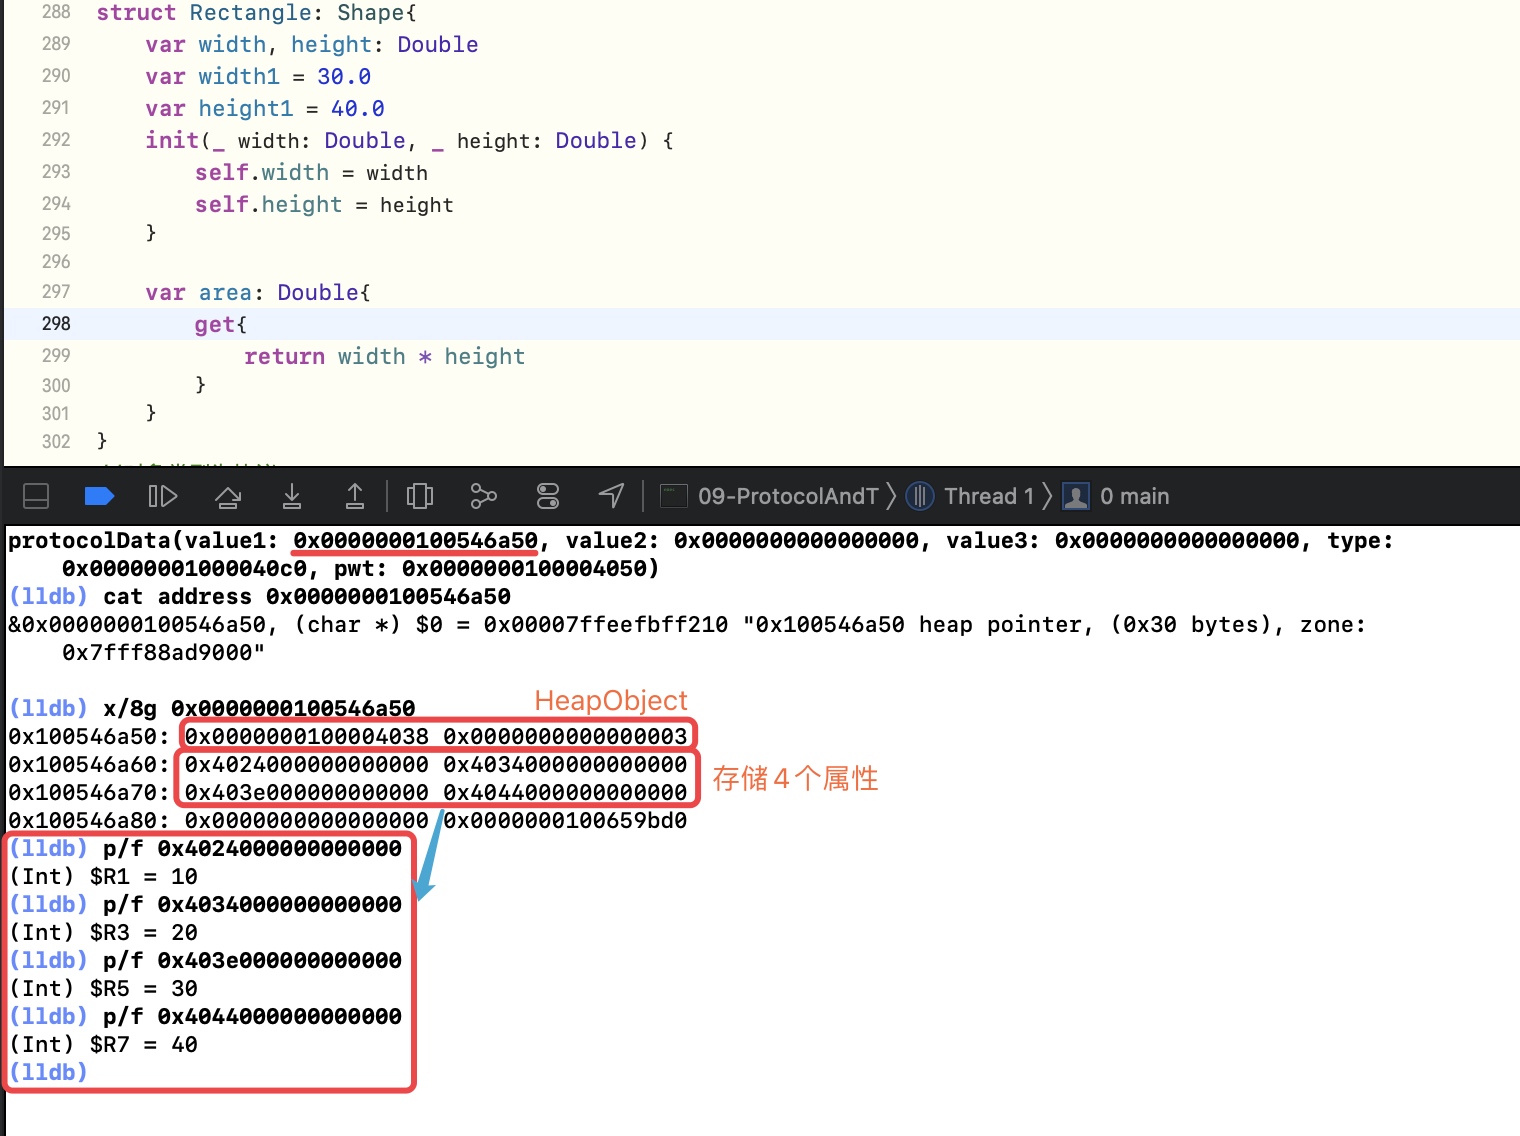 288 struct Rectangle: Shape{
289 var width, height: Double
290 var width1 = 30.0
291 var height1 = 40.0
292 init(_ width: Double, _ height: Double) {
293 self.width = width
294 self.height = height
295 }
296
297 var area: Double{
298 get{
299 return width * height
300 }
301 }
302 }
09-ProtocolAndT Thread 1 0 main
protocolData(value1: 0x0000000100546a50, value2: 0x0000000000000000, value3: 0x0000000000000000, type:
0x00000001000040c0, pwt: 0x0000000100004050)
(lldb) cat address 0x0000000100546a50
&0x0000000100546a50, (char *) $0 = 0x00007ffeefbff210 "0x100546a50 heap pointer, (0x30 bytes), zone:
0x7fff88ad9000"
HeapObject
(lldb) x/8g 0x0000000100546a50
0x100546a50: 0x0000000100004038 0x0000000000000003
0x100546a60: 0x4024000000000000 0x4034000000000000
存储4个属性
0x100546a70: 0x403e000000000000 0x4044000000000000
0x100546a80: 0x0000000000000000 0x0000000100659bd0
(lldb) p/f 0x4024000000000000
(Int) $R1 = 10
(lldb) p/f 0x4034000000000000
(Int) $R3 = 20
(lldb) p/f 0x403e000000000000
(Int) $R5 = 30
(lldb) p/f 0x4044000000000000
(Int) $R7 = 40
(lldb)